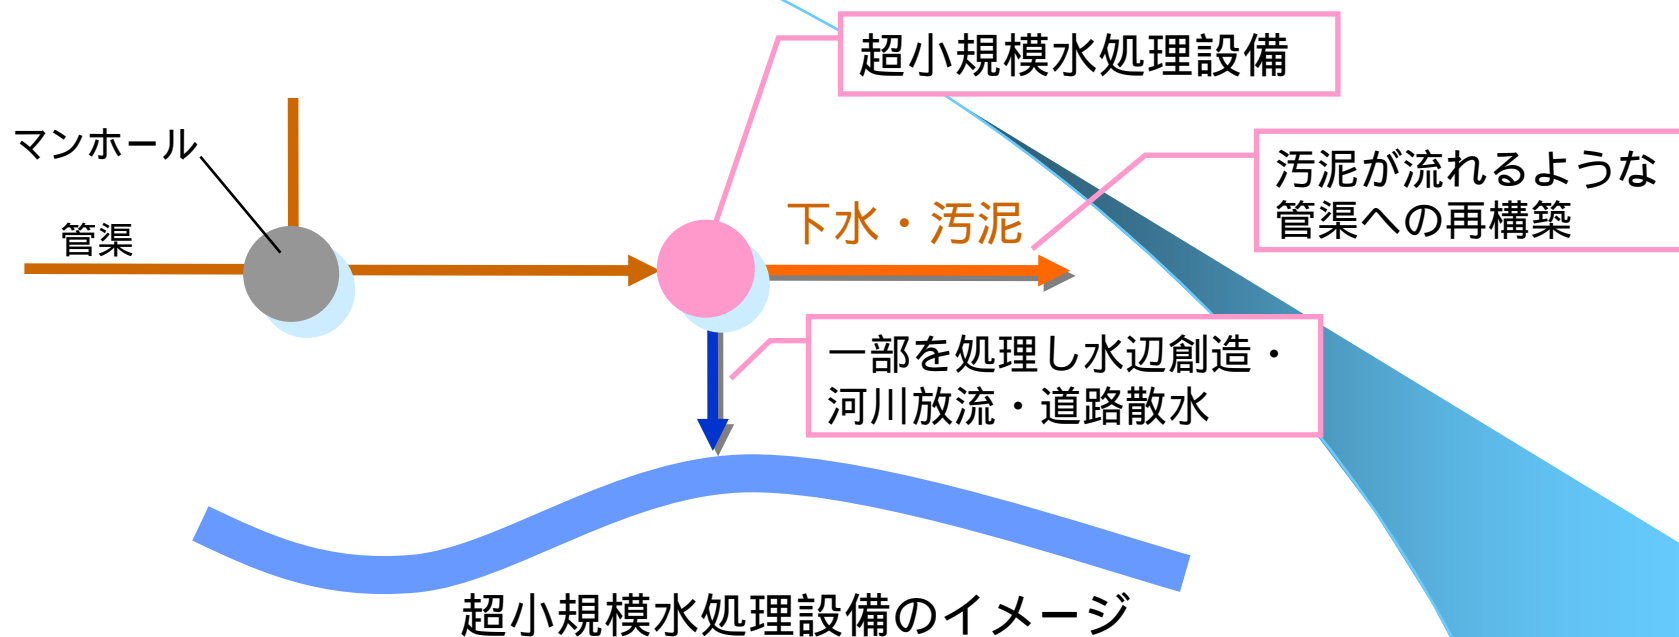 超小規模水処理設備
マンホール
汚泥が流れるような
管渠への再構築
下水・汚泥
管渠
一部を処理し水辺創造・
河川放流・道路散水
超小規模水処理設備のイメージ